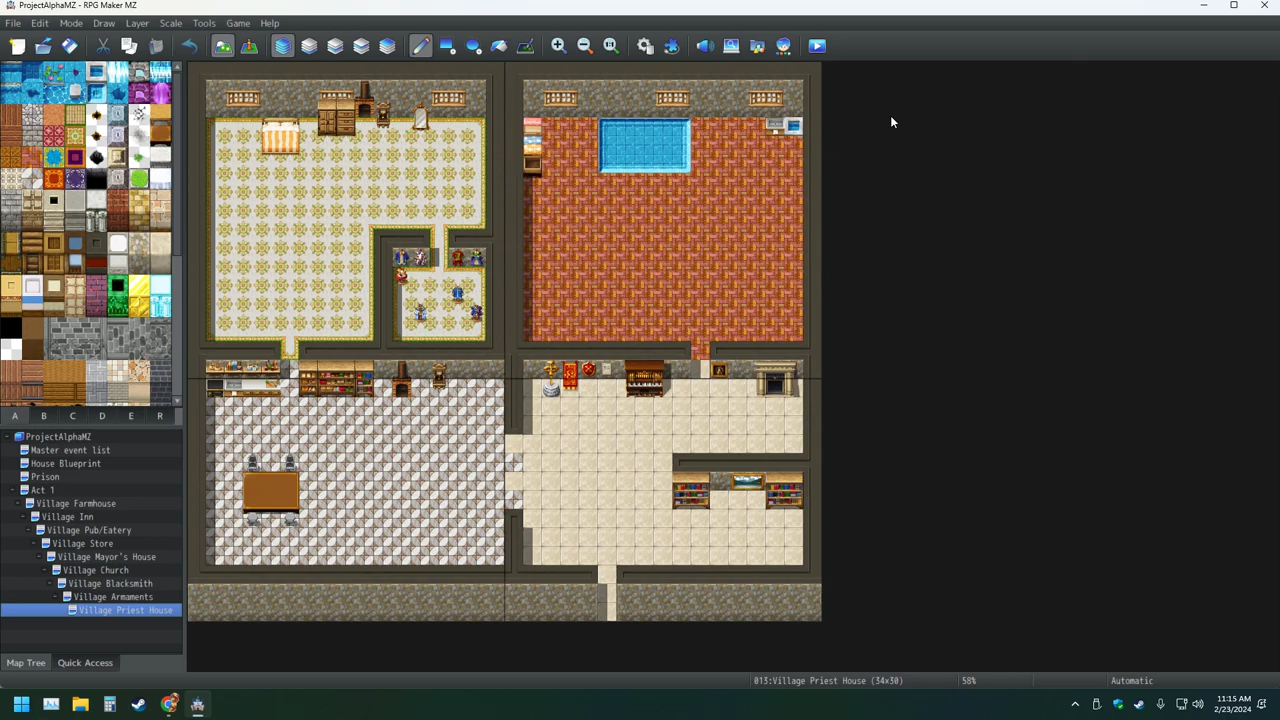 ProjectAlphaMZ - RPG Maker MZ
File Edit Mode Draw Layer Scale Tools Game Help
1:1
A B C D E R
ProjectAlphaMZ
Master event list
House Blueprint
Prison
Act 1
Village Farmhouse
Village Inn
Village Pub/Eatery
Village Store
Village Mayor's House
Village Church
Village Blacksmith
Village Armaments
Village Priest House
Map Tree Quick Access
013:Village Priest House (34x30) 58% Automatic
11:15 AM
2/23/2024